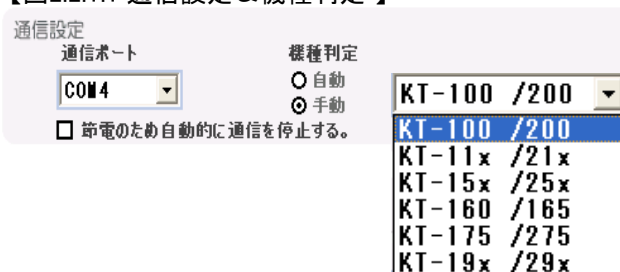 通信設定
通信ポート
機種判定
COM4
自動
手動
KT-100 /200
節電のため自動的に通信を停止する。
KT-100 /200
KT-11x /21x
KT-15x /25x
KT-160 /165
KT-175 /275
KT-19x /29x